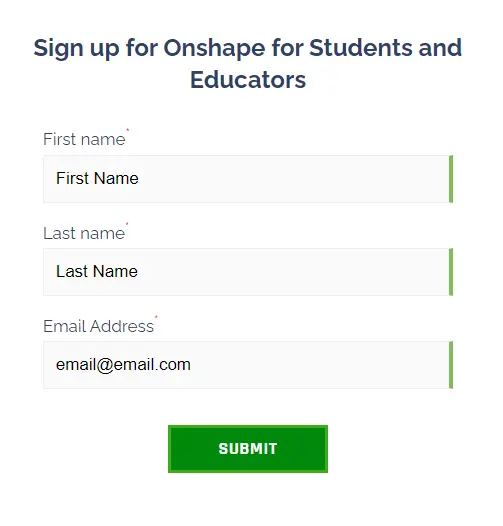 Sign up for Onshape for Students and
Educators
First name*
First Name
Last name*
Last Name
Email Address*
email@email.com
SUBMIT